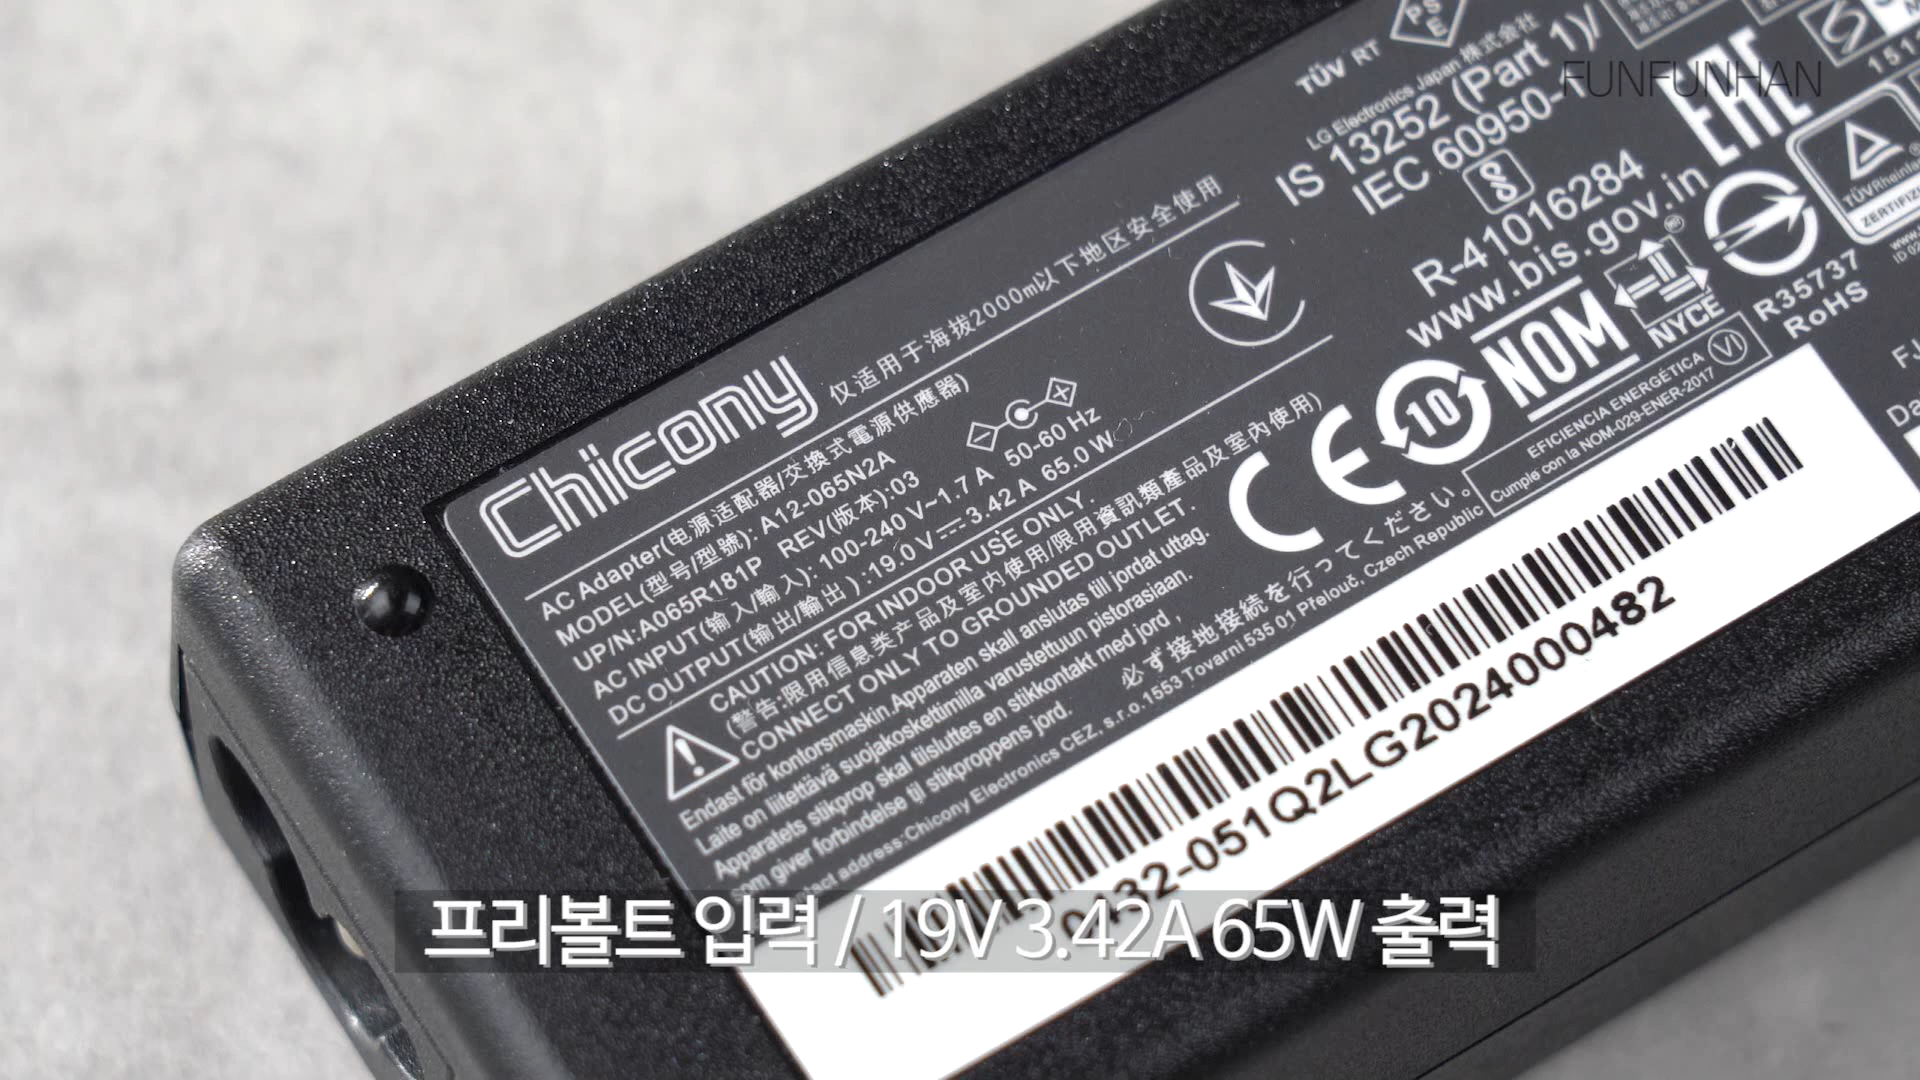 FUNFUNHAN
Chicony
仅适用于海拔2000m以下地区安全使用
AC Adapter(电源适配器/交換式電源供應器)
MODEL(型号/型號): A12-065N2A
UP/N:A065R181P REV(版本):03
AC INPUT(输入/輸入): 100-240 V~1.7 A 50-60 Hz
DC OUTPUT(输出/輸出) :19.0 V 3.42 A 65.0 W
CAUTION: FOR INDOOR USE ONLY.
(警告:限用信息类产品及室内使用/限用資訊類產品及室內使用)
CONNECT ONLY TO GROUNDED OUTLET.
Endast för kontorsmaskin.Apparaten skall anslutas till jordat uttag.
Laite on liitettävä suojakoskettimilla varustettuun pistorasiaan.
Apparatets stikprop skal tilsluttes en stikkontakt med jord ,
som giver forbindelse til stikproppens jord.
必ず接地接続を行ってください。
address:Chicony Electronics CEZ, s.r.o.1553 Tovarni 535 01 Přelouč, Czech Republic
TÜV RT
PS
E
LG Electronics Japan 株式会社
IS 13252 (Part 1)/
IEC 60950-
R-41016284
www.bis.gov.in
EAC
CE
10
NOM
NYCE
EFICIENCIA ENERGÉTICA VI
Cumple con la NOM-029-ENER-2017
R35737
RoHS
TÜVRheinland
ZERTIFIZI
0432-051Q2LG2024000482
프리볼트 입력 / 19V 3.42A 65W 출력